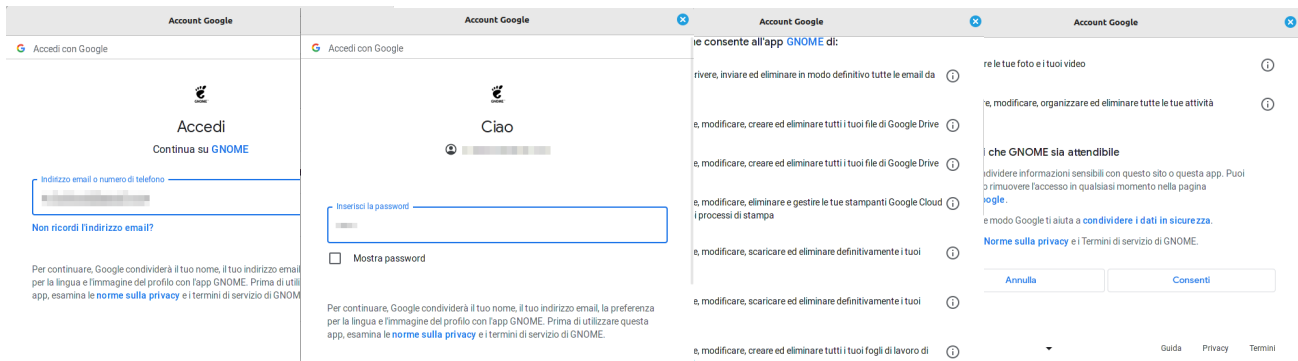 Account Google
Accedi con Google
GNOME
Accedi
Continua su GNOME
Indirizzo email o numero di telefono
Non ricordi l'indirizzo email?
Per continuare, Google condividerà il tuo nome, il tuo indirizzo email
per la lingua e l'immagine del profilo con l'app GNOME. Prima di utili
app, esamina le norme sulla privacy e i termini di servizio di GNOM
Account Google
Accedi con Google
GNOME
Ciao
Inserisci la password
Mostra password
Per continuare, Google condividerà il tuo nome, il tuo indirizzo email, la preferenza
per la lingua e l'immagine del profilo con l'app GNOME. Prima di utilizzare questa
app, esamina le norme sulla privacy e i termini di servizio di GNOME.
Account Google
ne consente all'app GNOME di:
rivere, inviare ed eliminare in modo definitivo tutte le email da
e, modificare, creare ed eliminare tutti i tuoi file di Google Drive
e, modificare, creare ed eliminare tutti i tuoi file di Google Drive
e, modificare, eliminare e gestire le tue stampanti Google Cloud
i processi di stampa
e, modificare, scaricare ed eliminare definitivamente i tuoi
e, modificare, scaricare ed eliminare definitivamente i tuoi
e, modificare, creare ed eliminare tutti i tuoi fogli di lavoro di
Account Google
re le tue foto e i tuoi video
re, modificare, organizzare ed eliminare tutte le tue attività
i che GNOME sia attendibile
ndividere informazioni sensibili con questo sito o questa app. Puoi
o rimuovere l'accesso in qualsiasi momento nella pagina
oogle.
e modo Google ti aiuta a condividere i dati in sicurezza.
Norme sulla privacy e i Termini di servizio di GNOME.
Annulla
Consenti
Guida Privacy Termini